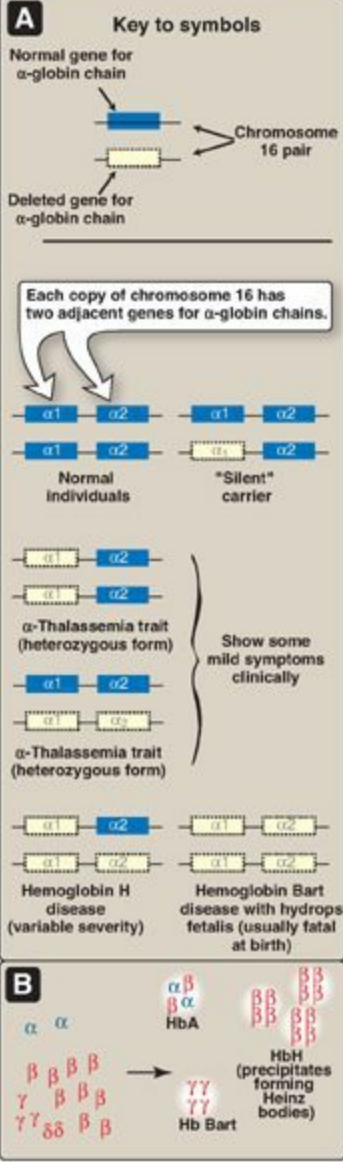 A
Key to symbols
Normal gene for
α-globin chain
Chromosome
16 pair
Deleted gene for
α-globin chain
Each copy of chromosome 16 has
two adjacent genes for α-globin chains.
α1 α2 α1 α2
α1 α2 α1 α2
Normal
individuals
"Silent"
carrier
α1 α2
α1 α2
α-Thalassemia trait
(heterozygous form)
Show some
mild symptoms
clinically
α1 α2
α1 α2
α-Thalassemia trait
(heterozygous form)
α1 α2 α1 α2
α1 α2 α1 α2
Hemoglobin H
disease
(variable severity)
Hemoglobin Bart
disease with hydrops
fetalis (usually fatal
at birth)
B
α α
β β β β
γ β β β
γ γ δδ β β
α β
β α
HbA
γγ
γγ
Hb Bart
ββ
ββ
ββ
ββ
ββ
ββ
HbH
(precipitates
forming
Heinz
bodies)